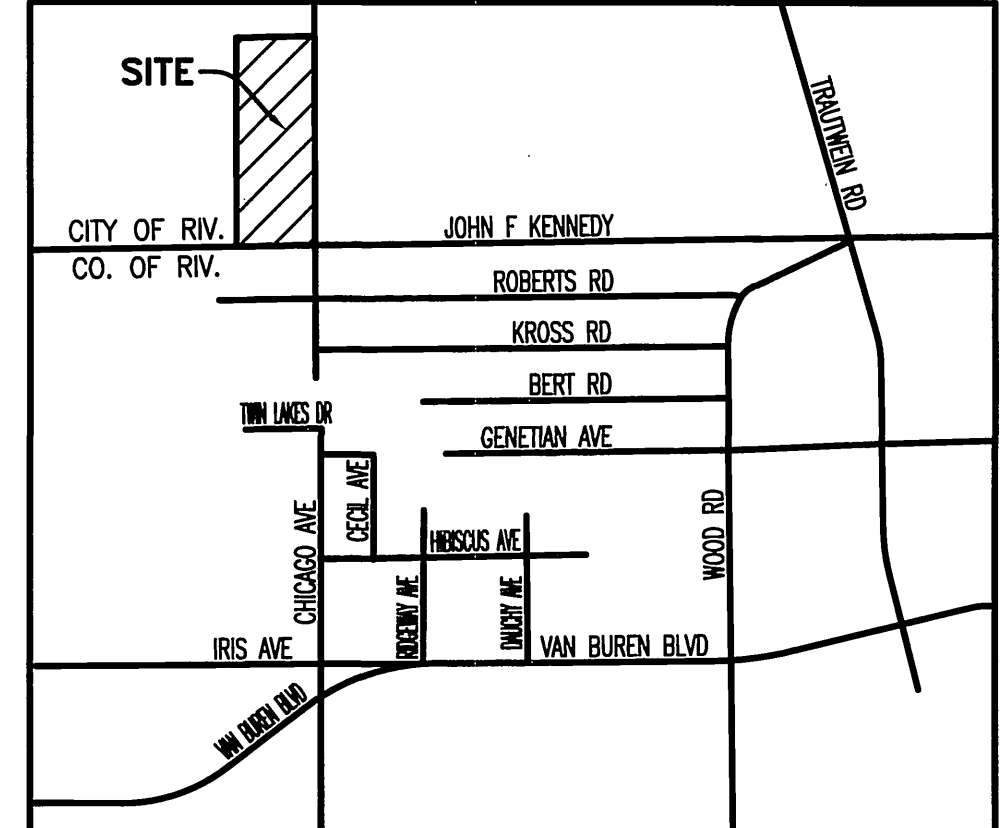 SITE
TRAUTWEIN RD
CITY OF RIV.
JOHN F KENNEDY
CO. OF RIV.
ROBERTS RD
KROSS RD
BERT RD
TWIN LAKES DR
GENETIAN AVE
CECIL AVE
WOOD RD
CHICAGO AVE
HIBISCUS AVE
RIDGEWAY AVE
DAUCHY AVE
IRIS AVE
VAN BUREN BLVD
VAN BUREN BLVD